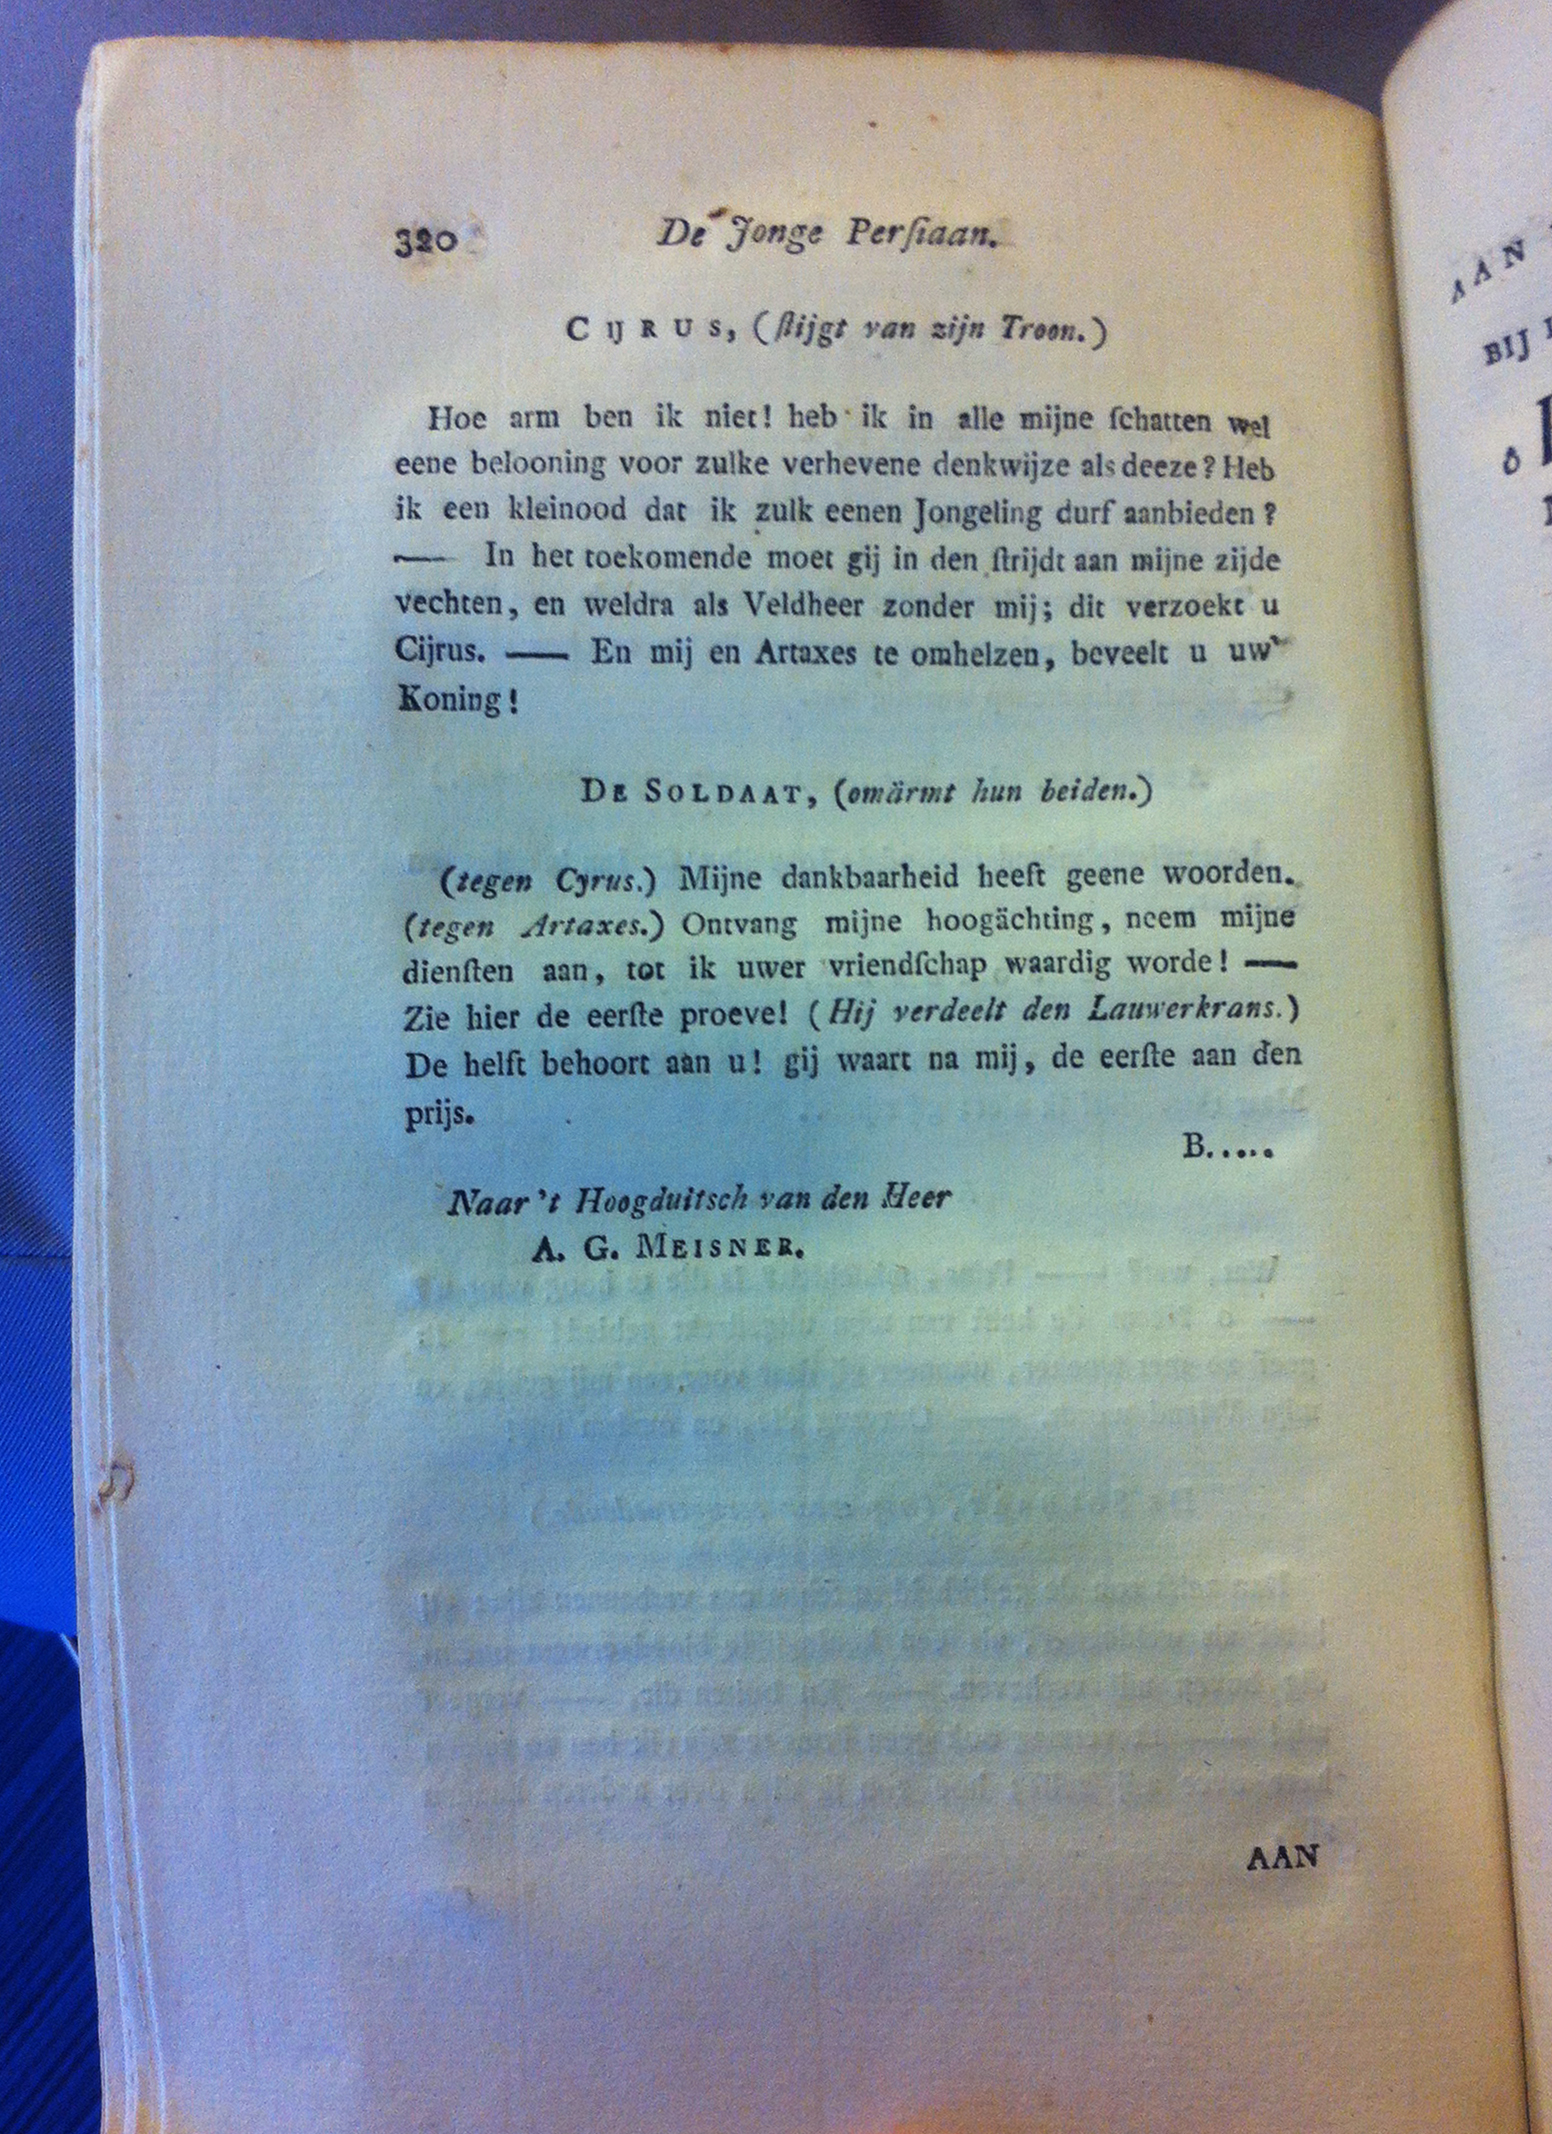 320 De Jonge Perſiaan.
CIJRUS, (ſtijgt van zijn Troon.)
Hoe arm ben ik niet! heb ik in alle mijne ſchatten wel
eene belooning voor zulke verhevene denkwijze als deeze? Heb
ik een kleinood dat ik zulk eenen Jongeling durf aanbieden?
—— In het toekomende moet gij in den ſtrijdt aan mijne zijde
vechten, en weldra als Veldheer zonder mij; dit verzoekt u
Cijrus. —— En mij en Artaxes te omhelzen, beveelt u uw
Koning!
DE SOLDAAT, (omärmt hun beiden.)
(tegen Cyrus.) Mijne dankbaarheid heeft geene woorden.
(tegen Artaxes.) Ontvang mijne hoogächting, neem mijne
dienſten aan, tot ik uwer vriendſchap waardig worde! ——
Zie hier de eerſte proeve! (Hij verdeelt den Lauwerkrans.)
De helft behoort aan u! gij waart na mij, de eerſte aan den
prijs.
B.....
Naar 't Hoogduitsch van den Heer
A. G. MEISNER.
AAN
AAN
BIJ